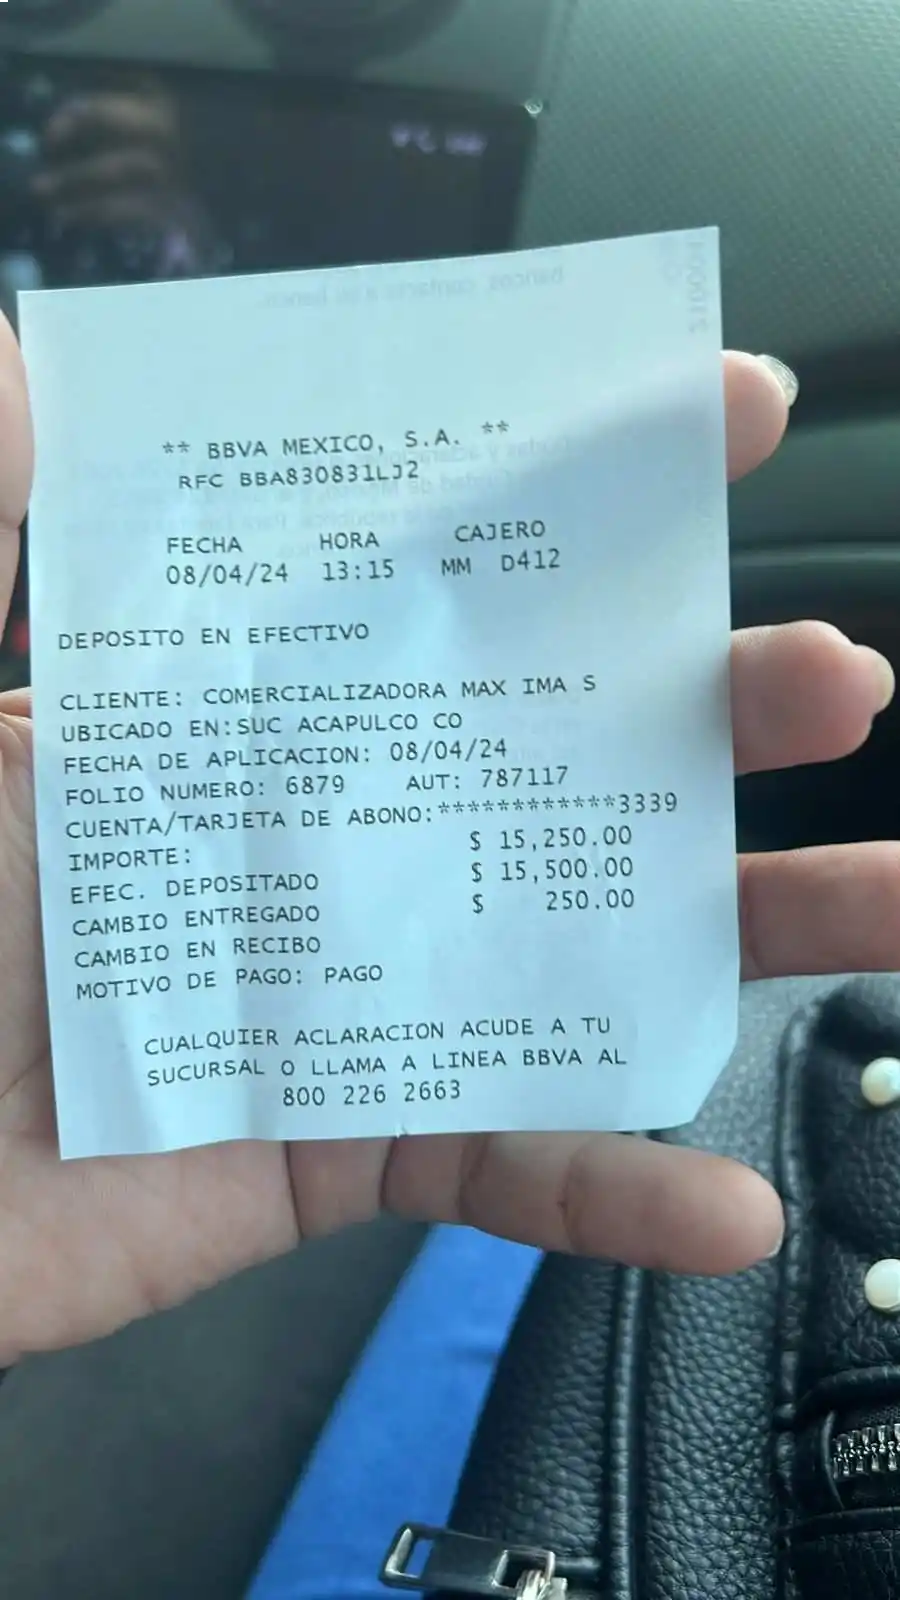 ** BBVA MEXICO, S.A. **
RFC BBA830831LJ2
FECHA HORA CAJERO
08/04/24 13:15 MM D412
DEPOSITO EN EFECTIVO
CLIENTE: COMERCIALIZADORA MAX IMA S
UBICADO EN:SUC ACAPULCO CO
FECHA DE APLICACION: 08/04/24
FOLIO NUMERO: 6879 AUT: 787117
CUENTA/TARJETA DE ABONO:************3339
IMPORTE: $ 15,250.00
EFEC. DEPOSITADO $ 15,500.00
CAMBIO ENTREGADO $ 250.00
CAMBIO EN RECIBO
MOTIVO DE PAGO: PAGO
CUALQUIER ACLARACION ACUDE A TU
SUCURSAL O LLAMA A LINEA BBVA AL
800 226 2663